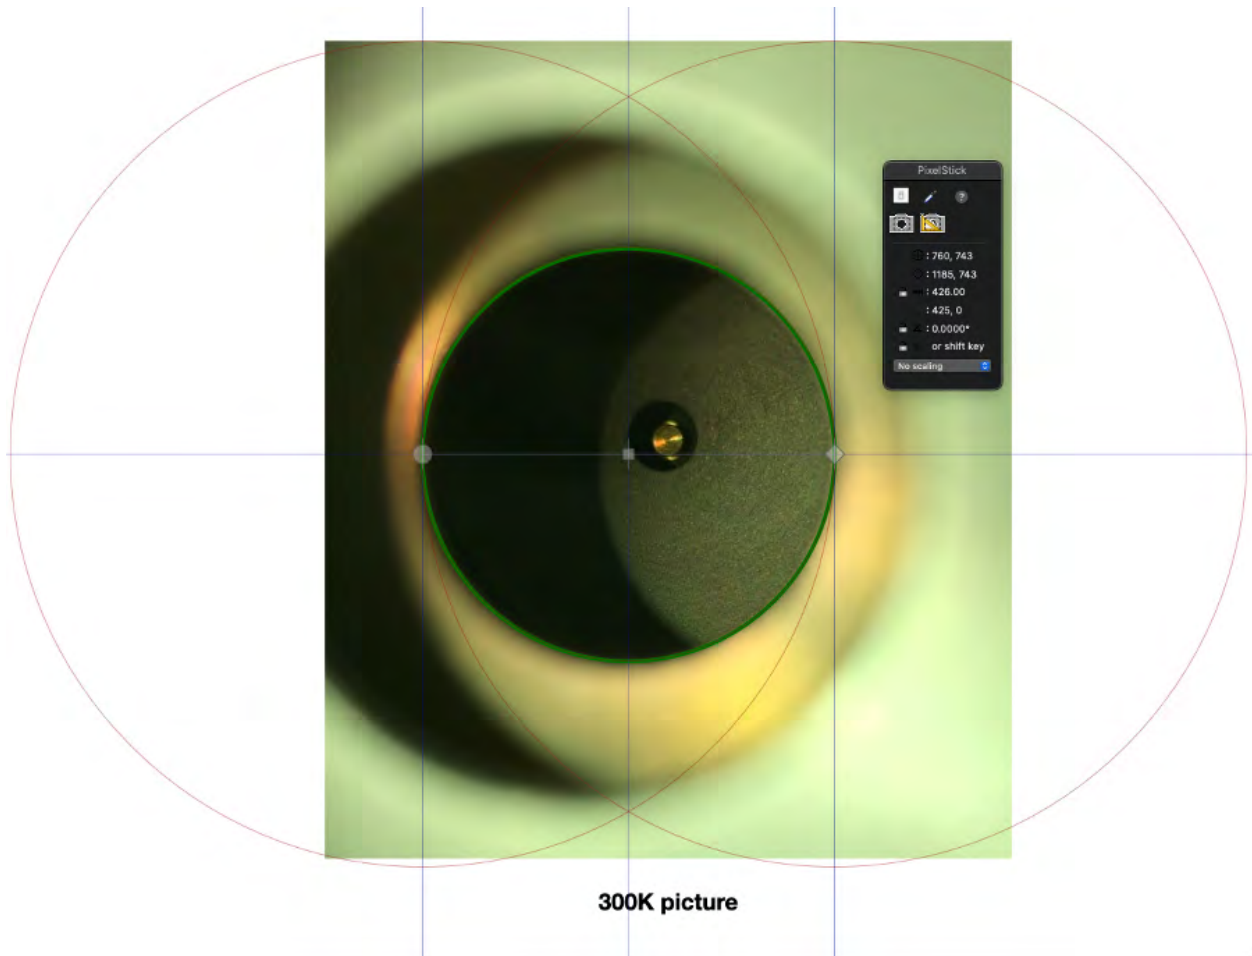 PixelStick
?
: 760, 743
: 1185, 743
: 426.00
: 425, 0
: 0.0000°
or shift key
No scaling
300K picture